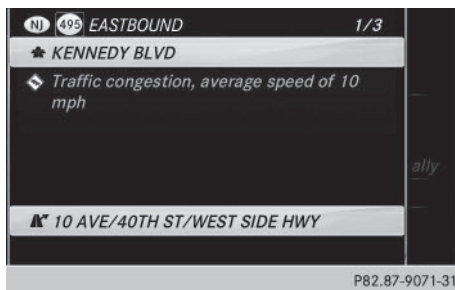 NJ 495 EASTBOUND 1/3
KENNEDY BLVD
Traffic congestion, average speed of 10
mph
ally
10 AVE/40TH ST/WEST SIDE HWY
P82.87-9071-31